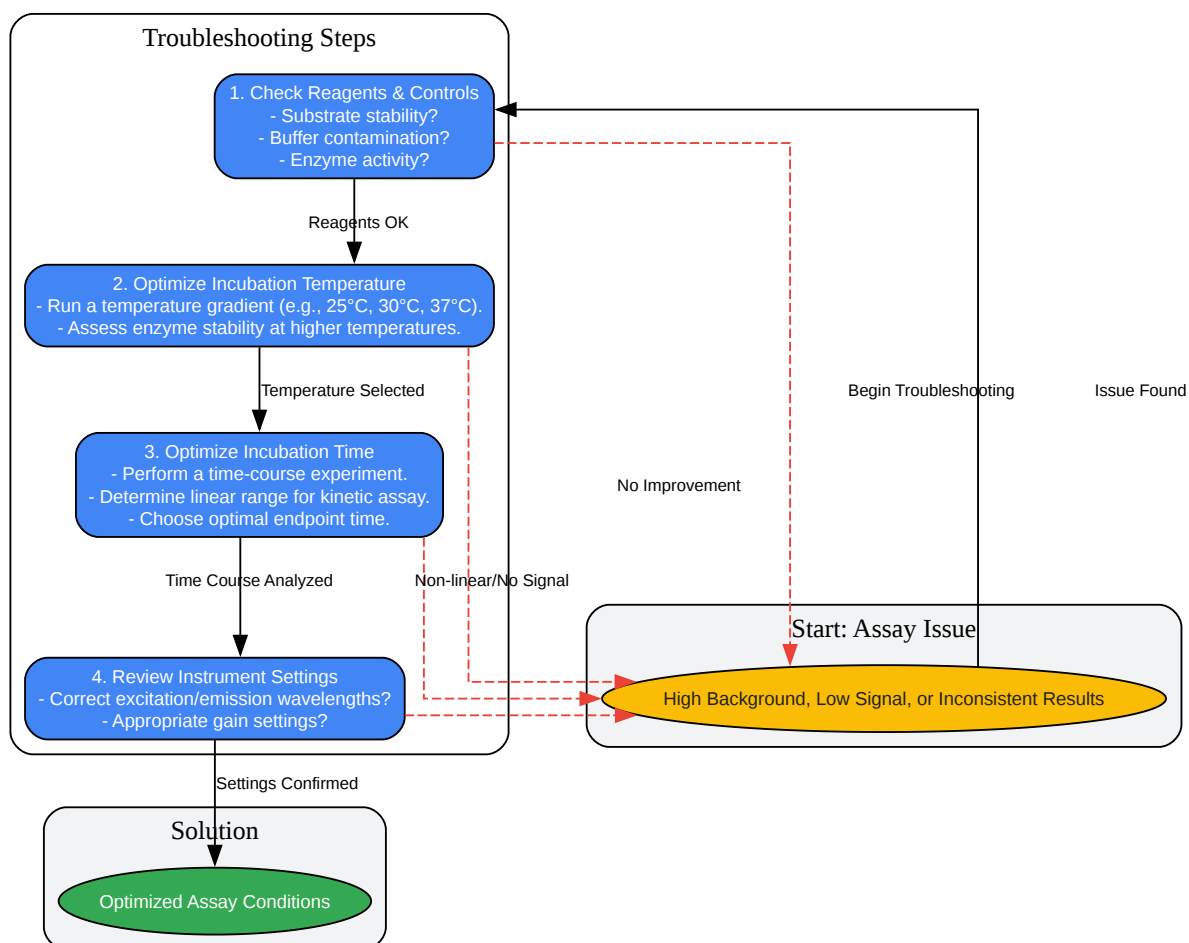 Troubleshooting Steps
1. Check Reagents & Controls
- Substrate stability?
- Buffer contamination?
- Enzyme activity?
Reagents OK
2. Optimize Incubation Temperature
- Run a temperature gradient (e.g., 25°C, 30°C, 37°C).
- Assess enzyme stability at higher temperatures.
Temperature Selected
Begin Troubleshooting
Issue Found
3. Optimize Incubation Time
- Perform a time-course experiment.
- Determine linear range for kinetic assay.
- Choose optimal endpoint time.
No Improvement
Time Course Analyzed
Non-linear/No Signal
Start: Assay Issue
High Background, Low Signal, or Inconsistent Results
4. Review Instrument Settings
- Correct excitation/emission wavelengths?
- Appropriate gain settings?
Settings Confirmed
Solution
Optimized Assay Conditions